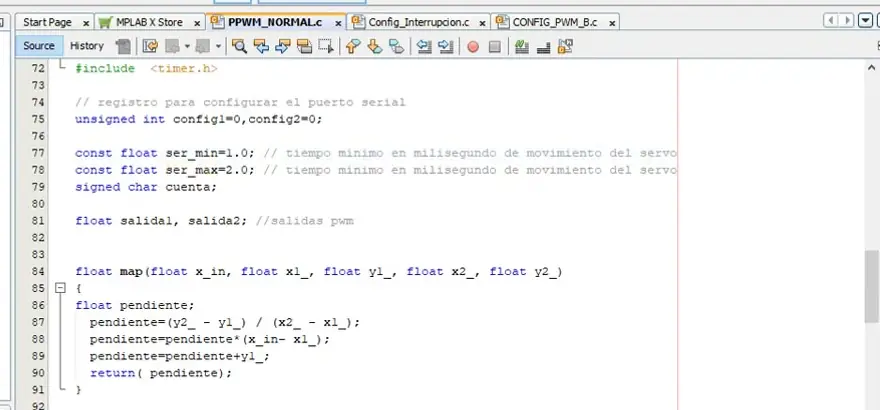 Start Page MPLAB X Store PPWM_NORMAL.c Config_Interrupcion.c CONFIG_PWM_B.c
Source History
72 #include <timer.h>
73
74 // registro para configurar el puerto serial
75 unsigned int config1=0,config2=0;
76
77 const float ser_min=1.0; // tiempo minimo en milisegundo de movimiento del servo
78 const float ser_max=2.0; // tiempo minimo en milisegundo de movimiento del servo
79 signed char cuenta;
80
81 float salida1, salida2; //salidas pwm
82
83
84 float map(float x_in, float x1_, float y1_, float x2_, float y2_)
85 {
86 float pendiente;
87 pendiente=(y2_ - y1_) / (x2_ - x1_);
88 pendiente=pendiente*(x_in- x1_);
89 pendiente=pendiente+y1_;
90 return( pendiente);
91 }
92